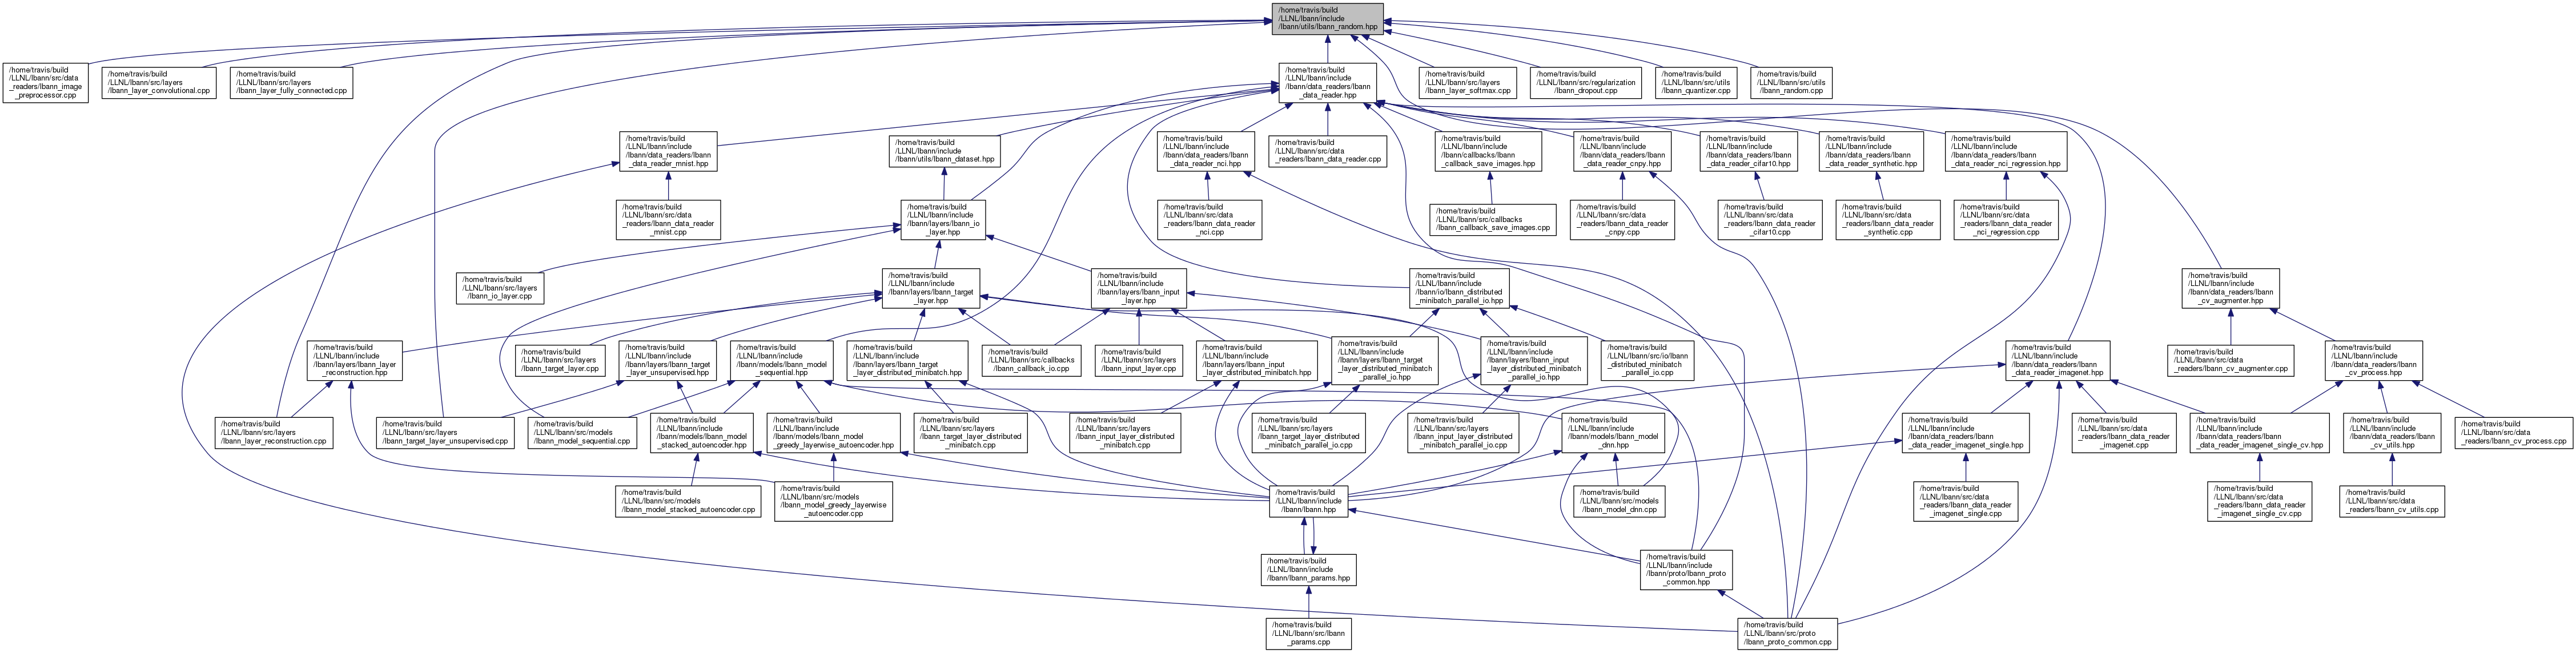 /home/travis/build
/LLNL/lbann/include
/lbann/utils/lbann_random.hpp
/home/travis/build
/LLNL/lbann/src/data
_readers/lbann_image
_preprocessor.cpp
/home/travis/build
/LLNL/lbann/src/layers
/lbann_layer_convolutional.cpp
/home/travis/build
/LLNL/lbann/src/layers
/lbann_layer_fully_connected.cpp
/home/travis/build
/LLNL/lbann/include
/lbann/data_readers/lbann
_data_reader.hpp
/home/travis/build
/LLNL/lbann/src/layers
/lbann_layer_softmax.cpp
/home/travis/build
/LLNL/lbann/src/regularization
/lbann_dropout.cpp
/home/travis/build
/LLNL/lbann/src/utils
/lbann_quantizer.cpp
/home/travis/build
/LLNL/lbann/src/utils
/lbann_random.cpp
/home/travis/build
/LLNL/lbann/include
/lbann/data_readers/lbann
_data_reader_mnist.hpp
/home/travis/build
/LLNL/lbann/include
/lbann/utils/lbann_dataset.hpp
/home/travis/build
/LLNL/lbann/include
/lbann/data_readers/lbann
_data_reader_nci.hpp
/home/travis/build
/LLNL/lbann/src/data
_readers/lbann_data_reader.cpp
/home/travis/build
/LLNL/lbann/include
/lbann/callbacks/lbann
_callback_save_images.hpp
/home/travis/build
/LLNL/lbann/include
/lbann/data_readers/lbann
_data_reader_cnpy.hpp
/home/travis/build
/LLNL/lbann/include
/lbann/data_readers/lbann
_data_reader_cifar10.hpp
/home/travis/build
/LLNL/lbann/include
/lbann/data_readers/lbann
_data_reader_synthetic.hpp
/home/travis/build
/LLNL/lbann/include
/lbann/data_readers/lbann
_data_reader_nci_regression.hpp
/home/travis/build
/LLNL/lbann/src/data
_readers/lbann_data_reader
_mnist.cpp
/home/travis/build
/LLNL/lbann/include
/lbann/layers/lbann_io
_layer.hpp
/home/travis/build
/LLNL/lbann/src/data
_readers/lbann_data_reader
_nci.cpp
/home/travis/build
/LLNL/lbann/src/callbacks
/lbann_callback_save_images.cpp
/home/travis/build
/LLNL/lbann/src/data
_readers/lbann_data_reader
_cnpy.cpp
/home/travis/build
/LLNL/lbann/src/data
_readers/lbann_data_reader
_cifar10.cpp
/home/travis/build
/LLNL/lbann/src/data
_readers/lbann_data_reader
_synthetic.cpp
/home/travis/build
/LLNL/lbann/src/data
_readers/lbann_data_reader
_nci_regression.cpp
/home/travis/build
/LLNL/lbann/src/layers
/lbann_io_layer.cpp
/home/travis/build
/LLNL/lbann/include
/lbann/layers/lbann_target
_layer.hpp
/home/travis/build
/LLNL/lbann/include
/lbann/layers/lbann_input
_layer.hpp
/home/travis/build
/LLNL/lbann/include
/lbann/io/lbann_distributed
_minibatch_parallel_io.hpp
/home/travis/build
/LLNL/lbann/include
/lbann/data_readers/lbann
_cv_augmenter.hpp
/home/travis/build
/LLNL/lbann/include
/lbann/layers/lbann_layer
_reconstruction.hpp
/home/travis/build
/LLNL/lbann/src/layers
/lbann_target_layer.cpp
/home/travis/build
/LLNL/lbann/include
/lbann/layers/lbann_target
_layer_unsupervised.hpp
/home/travis/build
/LLNL/lbann/include
/lbann/models/lbann_model
_sequential.hpp
/home/travis/build
/LLNL/lbann/include
/lbann/layers/lbann_target
_layer_distributed_minibatch.hpp
/home/travis/build
/LLNL/lbann/src/callbacks
/lbann_callback_io.cpp
/home/travis/build
/LLNL/lbann/src/layers
/lbann_input_layer.cpp
/home/travis/build
/LLNL/lbann/include
/lbann/layers/lbann_input
_layer_distributed_minibatch.hpp
/home/travis/build
/LLNL/lbann/include
/lbann/layers/lbann_target
_layer_distributed_minibatch
_parallel_io.hpp
/home/travis/build
/LLNL/lbann/include
/lbann/layers/lbann_input
_layer_distributed_minibatch
_parallel_io.hpp
/home/travis/build
/LLNL/lbann/src/io/lbann
_distributed_minibatch
_parallel_io.cpp
/home/travis/build
/LLNL/lbann/include
/lbann/data_readers/lbann
_data_reader_imagenet.hpp
/home/travis/build
/LLNL/lbann/src/data
_readers/lbann_cv_augmenter.cpp
/home/travis/build
/LLNL/lbann/include
/lbann/data_readers/lbann
_cv_process.hpp
/home/travis/build
/LLNL/lbann/src/layers
/lbann_layer_reconstruction.cpp
/home/travis/build
/LLNL/lbann/src/layers
/lbann_target_layer_unsupervised.cpp
/home/travis/build
/LLNL/lbann/src/models
/lbann_model_sequential.cpp
/home/travis/build
/LLNL/lbann/include
/lbann/models/lbann_model
_stacked_autoencoder.hpp
/home/travis/build
/LLNL/lbann/include
/lbann/models/lbann_model
_greedy_layerwise_autoencoder.hpp
/home/travis/build
/LLNL/lbann/src/layers
/lbann_target_layer_distributed
_minibatch.cpp
/home/travis/build
/LLNL/lbann/src/layers
/lbann_input_layer_distributed
_minibatch.cpp
/home/travis/build
/LLNL/lbann/src/layers
/lbann_target_layer_distributed
_minibatch_parallel_io.cpp
/home/travis/build
/LLNL/lbann/src/layers
/lbann_input_layer_distributed
_minibatch_parallel_io.cpp
/home/travis/build
/LLNL/lbann/include
/lbann/models/lbann_model
_dnn.hpp
/home/travis/build
/LLNL/lbann/include
/lbann/data_readers/lbann
_data_reader_imagenet_single.hpp
/home/travis/build
/LLNL/lbann/src/data
_readers/lbann_data_reader
_imagenet.cpp
/home/travis/build
/LLNL/lbann/include
/lbann/data_readers/lbann
_data_reader_imagenet_single_cv.hpp
/home/travis/build
/LLNL/lbann/include
/lbann/data_readers/lbann
_cv_utils.hpp
/home/travis/build
/LLNL/lbann/src/data
_readers/lbann_cv_process.cpp
/home/travis/build
/LLNL/lbann/src/models
/lbann_model_stacked_autoencoder.cpp
/home/travis/build
/LLNL/lbann/src/models
/lbann_model_greedy_layerwise
_autoencoder.cpp
/home/travis/build
/LLNL/lbann/include
/lbann/lbann.hpp
/home/travis/build
/LLNL/lbann/src/models
/lbann_model_dnn.cpp
/home/travis/build
/LLNL/lbann/src/data
_readers/lbann_data_reader
_imagenet_single.cpp
/home/travis/build
/LLNL/lbann/src/data
_readers/lbann_data_reader
_imagenet_single_cv.cpp
/home/travis/build
/LLNL/lbann/src/data
_readers/lbann_cv_utils.cpp
/home/travis/build
/LLNL/lbann/include
/lbann/lbann_params.hpp
/home/travis/build
/LLNL/lbann/include
/lbann/proto/lbann_proto
_common.hpp
/home/travis/build
/LLNL/lbann/src/lbann
_params.cpp
/home/travis/build
/LLNL/lbann/src/proto
/lbann_proto_common.cpp